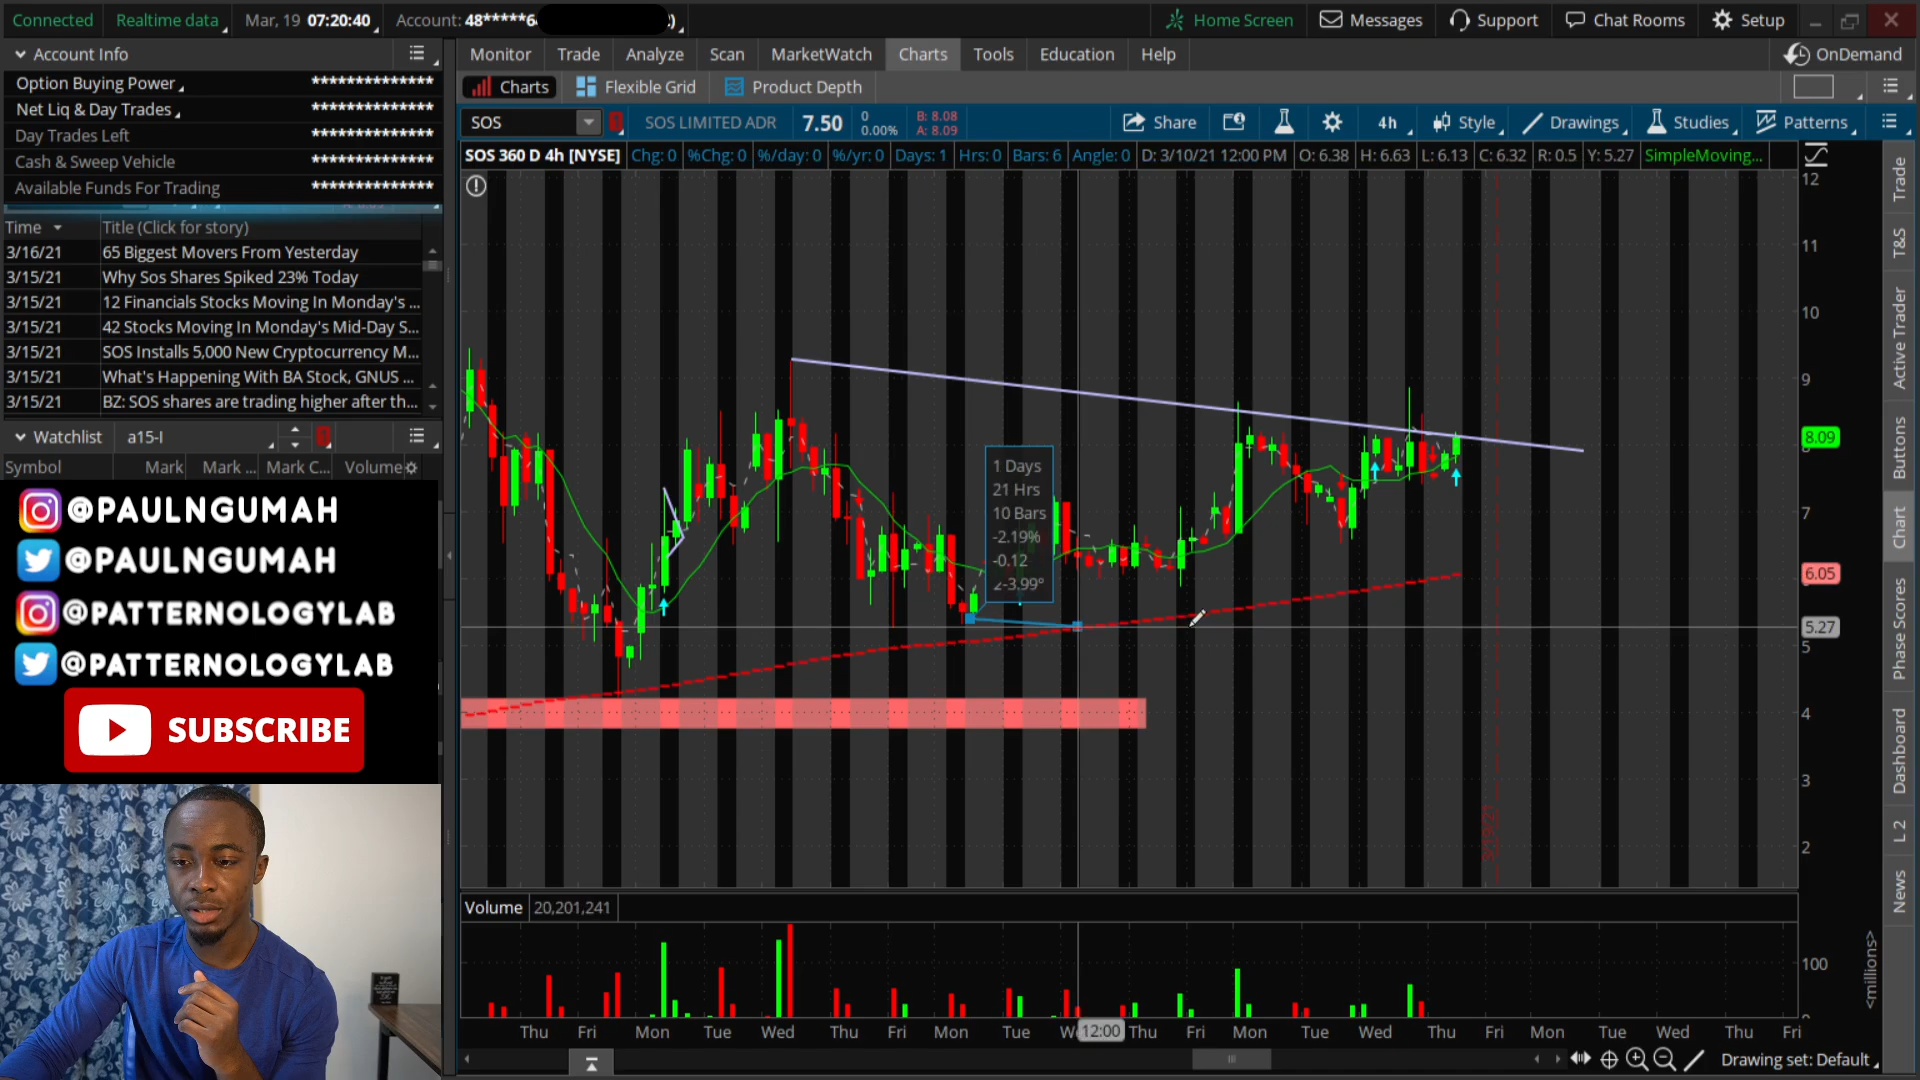 Connected Realtime data Mar, 19 07:20:40 Account: 48*****6 Home Screen Messages Support Chat Rooms Setup
Account Info
Option Buying Power **************
Net Liq & Day Trades **************
Day Trades Left **************
Cash & Sweep Vehicle **************
Available Funds For Trading **************
Time Title (Click for story)
3/16/21 65 Biggest Movers From Yesterday
3/15/21 Why Sos Shares Spiked 23% Today
3/15/21 12 Financials Stocks Moving In Monday's ...
3/15/21 42 Stocks Moving In Monday's Mid-Day S...
3/15/21 SOS Installs 5,000 New Cryptocurrency M...
3/15/21 What's Happening With BA Stock, GNUS ...
3/15/21 BZ: SOS shares are trading higher after th...
Watchlist a15-I
Symbol Mark Mark ... Mark C... Volume
@PAULNGUMAH
@PAULNGUMAH
@PATTERNOLOGYLAB
@PATTERNOLOGYLAB
SUBSCRIBE
Monitor Trade Analyze Scan MarketWatch Charts Tools Education Help OnDemand
Charts Flexible Grid Product Depth
SOS SOS LIMITED ADR 7.50 0 0.00% B: 8.08 A: 8.09 Share 4h Style Drawings Studies Patterns
SOS 360 D 4h [NYSE] Chg: 0 %Chg: 0 %/day: 0 %/yr: 0 Days: 1 Hrs: 0 Bars: 6 Angle: 0 D: 3/10/21 12:00 PM O: 6.38 H: 6.63 L: 6.13 C: 6.32 R: 0.5 Y: 5.27 SimpleMoving...
1 Days
21 Hrs
10 Bars
-2.19%
-0.12
∠-3.99°
12
11
10
9
8.09
7
6.05
5.27
5
4
3
2
Volume 20,201,241
100
<millions>
Thu Fri Mon Tue Wed Thu Fri Mon Tue 12:00 Thu Fri Mon Tue Wed Thu Fri Mon Tue Wed Thu Fri
Drawing set: Default
Trade
T&S
Active Trader
Buttons
Chart
Phase Scores
Dashboard
L 2
News